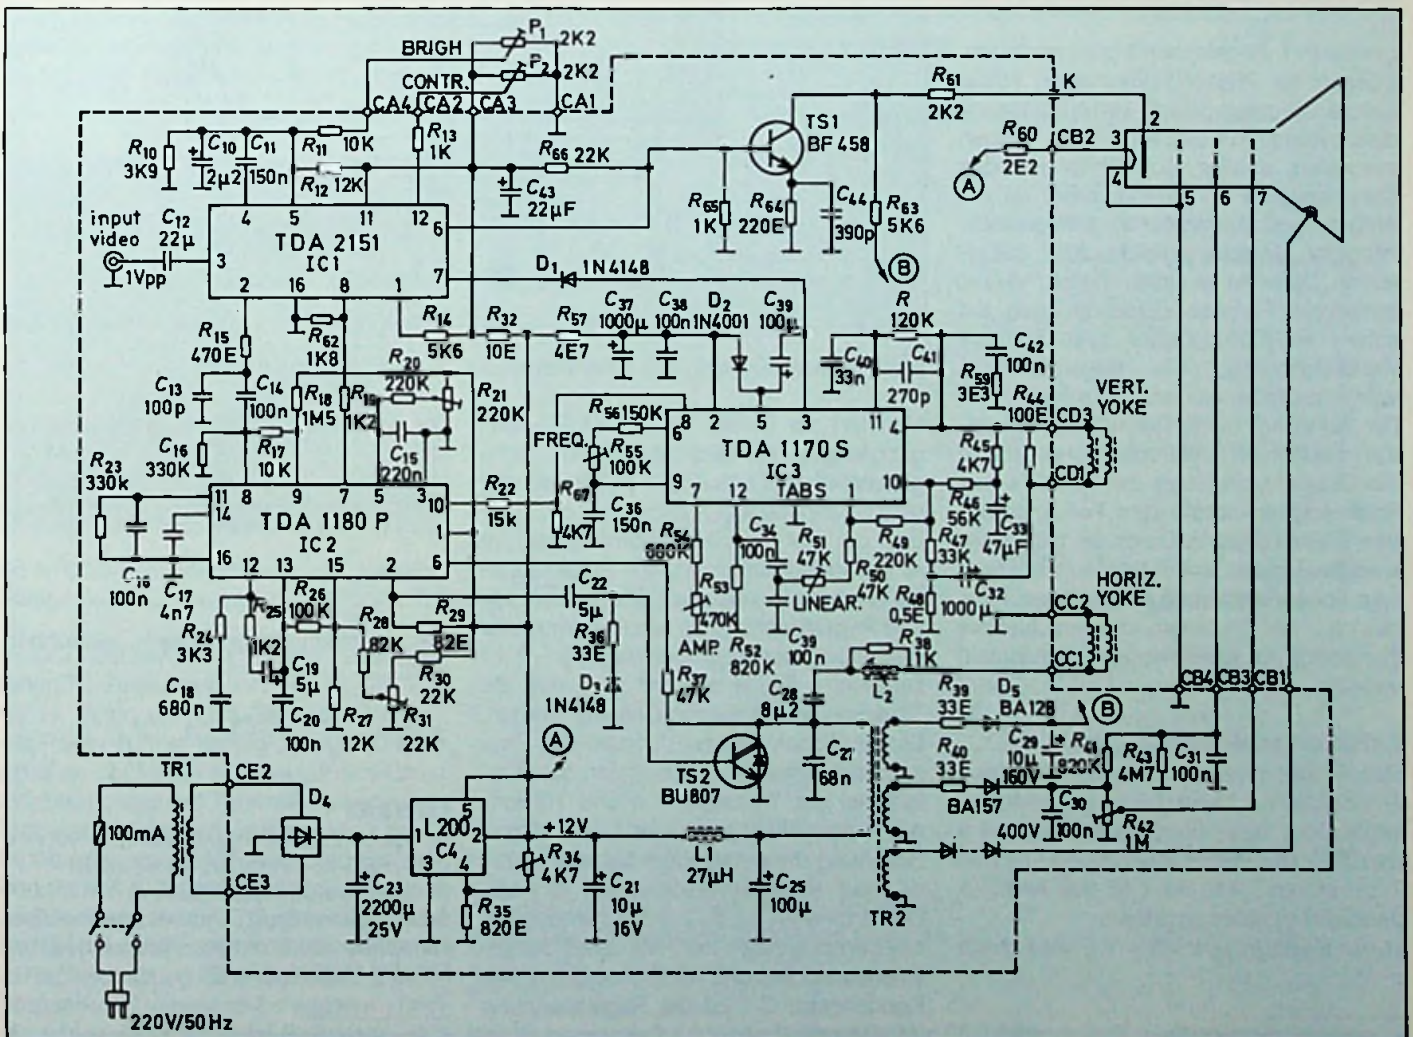 BRIGH
P1
2K2
P2
2K2
CONTR.
CA4
CA2
CA3
CA1
R61
2K2
K
R10
3K9
C10
2µ2
C11
150n
R11
10K
R12
12K
R13
1K
R66 22K
C43
22µF
TS1
BF 458
R65
1K
R64
220E
C44
390p
R63
5K6
B
R60
2E2
A
CB2
3
2
4
5
6
7
input
video
1Vpp
C12
22µ
4
5
11
12
3
TDA 2151
IC1
6
7
2
16
8
1
D1
1N4148
R14
5K6
R32
10E
R57
4E7
C37
1000µ
C38
100n
D2
1N4001
C39
100µ
R
120K
C40
33n
C41
270p
C42
100n
R59
3E3
R44
100E
VERT.
YOKE
CD3
CD1
R15
470E
R62
1K8
C13
100p
C14
100n
R18
1M5
R19
1K2
R20
220K
R21
220K
C15
220n
C16
330K
R17
10K
R23
330k
R56 150K
FREQ.
R55
100K
R67
4K7
C36
150n
8
2
5
3
11
4
6
9
TDA 1170 S
IC3
TABS
7
12
1
10
R45
4K7
R46
56K
C33
47µF
11
14
16
8
9
7
5
3
10
1
6
TDA 1180 P
IC2
12
13
15
2
R22
15k
C16
100n
C17
4n7
R54
680K
R53
470K
AMP.
R52
820K
C34
100n
R51
47K
LINEAR.
R50
47K
R49
220K
R47
33K
R48
0,5E
C32
1000µ
C39
100n
R38
1K
L2
HORIZ.
YOKE
CC2
CC1
R24
3K3
C18
680n
R25
1K2
R26
100K
C19
5µ
C20
100n
R27
12K
R28
82K
R29
82E
R30
22K
R31
22K
C22
5µ
R36
33E
D3
1N4148
R37
47K
TS2
BU807
C28
8µ2
C27
68n
R39
33E
D5
BA128
R40
33E
BA157
C29
10µ
160V
R41
820K
B
R43
4M7
C31
100n
C30
100n
400V
R42
1M
CB4
CB3
CB1
TR1
CE2
CE3
100mA
D4
C23
2200µ
25V
A
5
1
L200
2
C4
3
4
+12V
R34
4K7
R35
820E
C21
10µ
16V
L1
27µH
C25
100µ
TR2
220V/50Hz